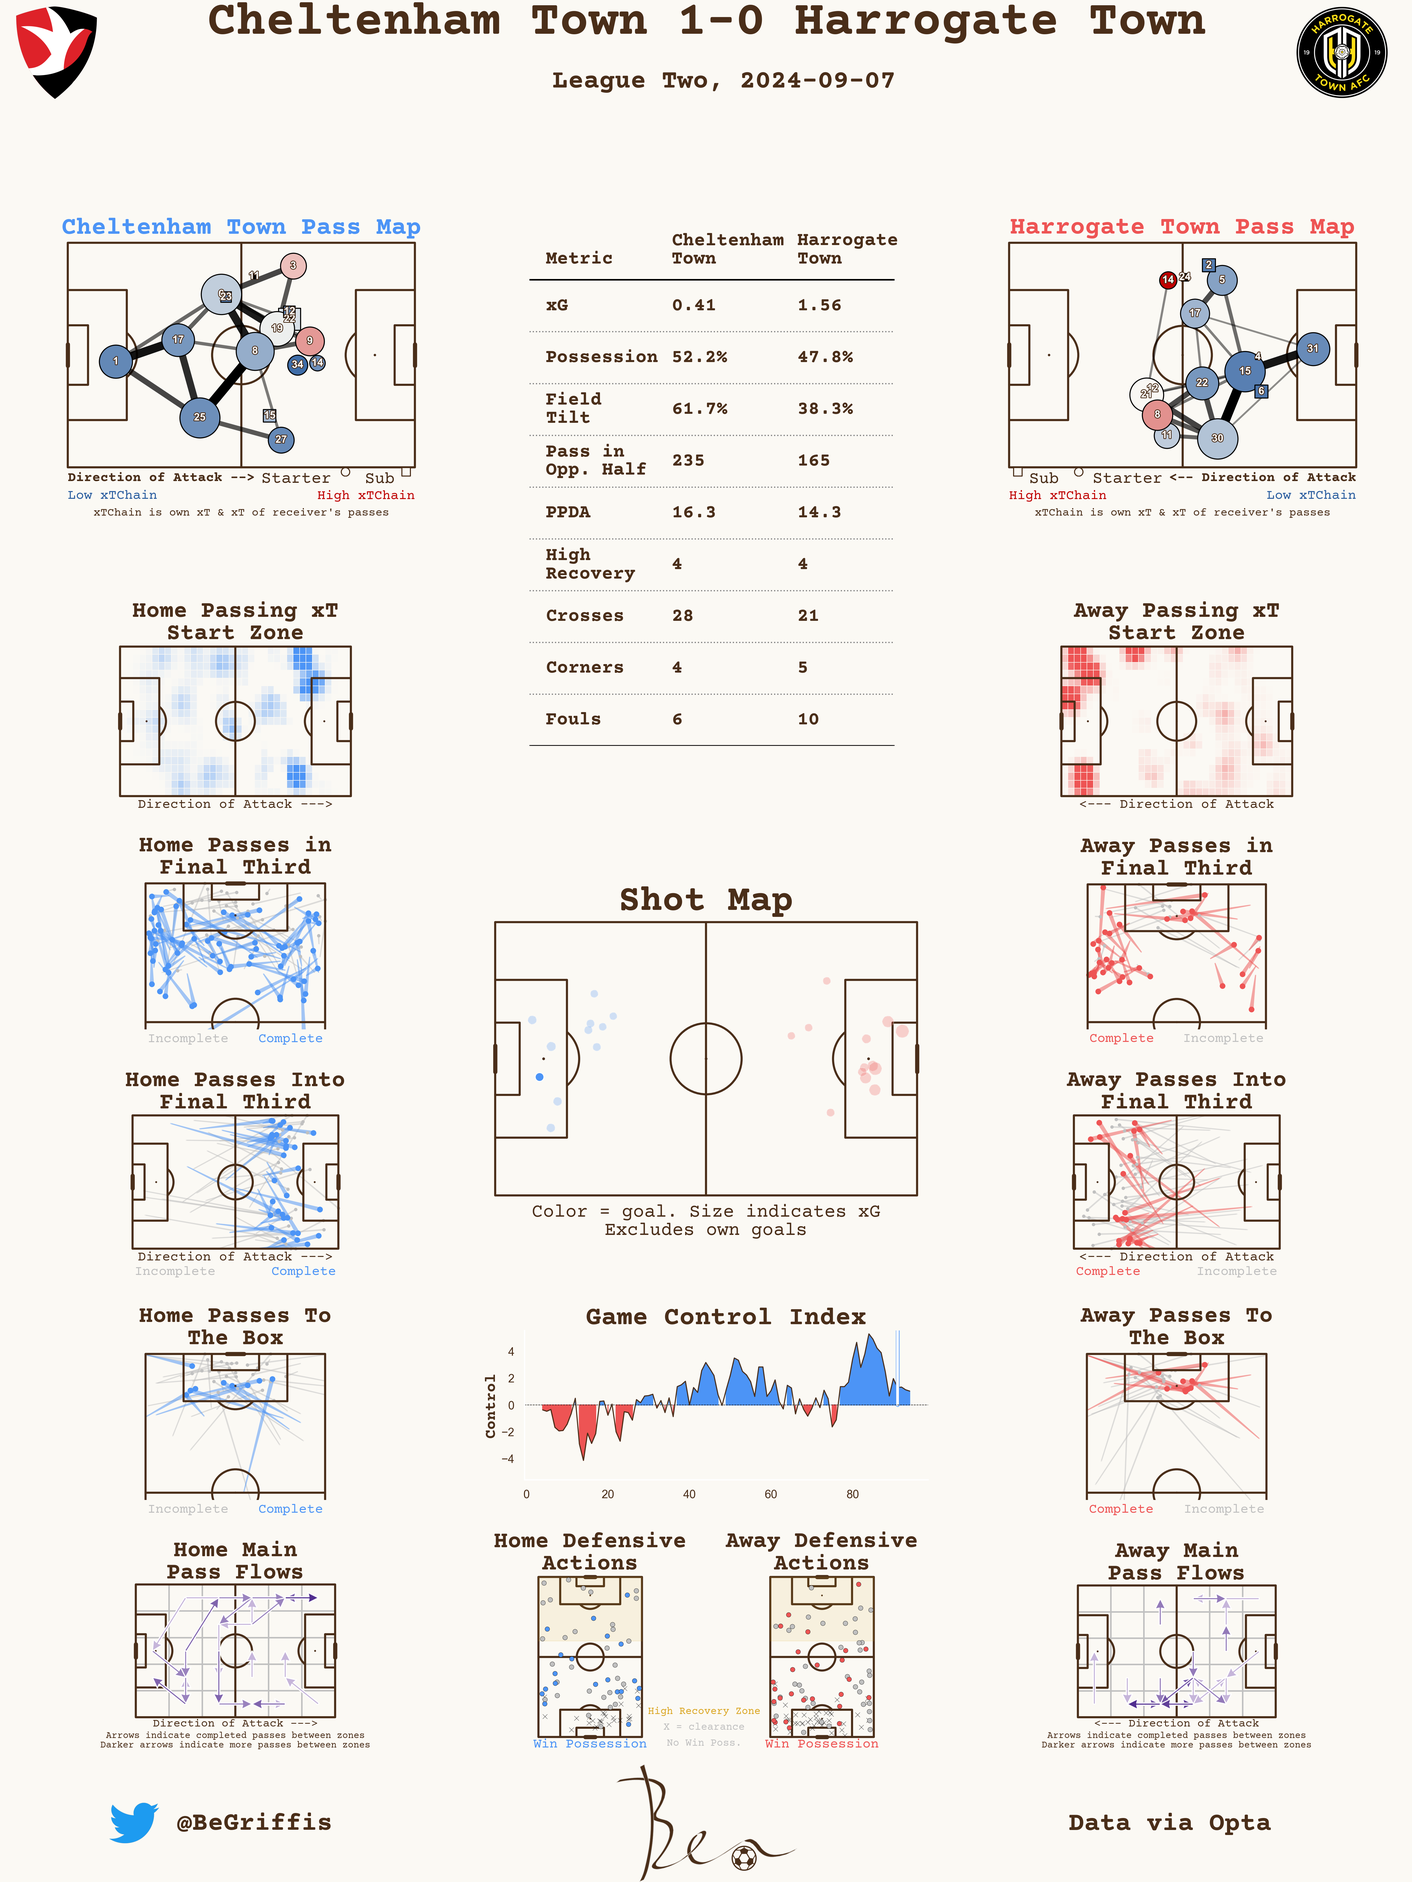 Cheltenham Town 1-0 Harrogate Town
League Two, 2024-09-07
HARROGATE
19 19
TOWN AFC
Cheltenham Town Pass Map
11
3
6
23
12
22
19
9
17
8
1
34
14
25
15
27
Direction of Attack --> Starter Sub
Low xTChain High xTChain
xTChain is own xT & xT of receiver's passes
Metric Cheltenham Town Harrogate Town
xG 0.41 1.56
Possession 52.2% 47.8%
Field Tilt 61.7% 38.3%
Pass in Opp. Half 235 165
PPDA 16.3 14.3
High Recovery 4 4
Crosses 28 21
Corners 4 5
Fouls 6 10
Harrogate Town Pass Map
2
14
24
5
17
31
4
15
22
12
21
6
8
11
30
Sub Starter <-- Direction of Attack
High xTChain Low xTChain
xTChain is own xT & xT of receiver's passes
Home Passing xT
Start Zone
Direction of Attack --->
Away Passing xT
Start Zone
<--- Direction of Attack
Home Passes in
Final Third
Incomplete Complete
Away Passes in
Final Third
Complete Incomplete
Shot Map
Color = goal. Size indicates xG
Excludes own goals
Home Passes Into
Final Third
Direction of Attack --->
Incomplete Complete
Away Passes Into
Final Third
<--- Direction of Attack
Complete Incomplete
Home Passes To
The Box
Incomplete Complete
Game Control Index
Control
4
2
0
−2
−4
0 20 40 60 80
Away Passes To
The Box
Complete Incomplete
Home Main
Pass Flows
Direction of Attack --->
Arrows indicate completed passes between zones
Darker arrows indicate more passes between zones
Home Defensive
Actions
Win Possession
Away Defensive
Actions
Win Possession
High Recovery Zone
X = clearance
No Win Poss.
Away Main
Pass Flows
<--- Direction of Attack
Arrows indicate completed passes between zones
Darker arrows indicate more passes between zones
@BeGriffis
Ben
Data via Opta